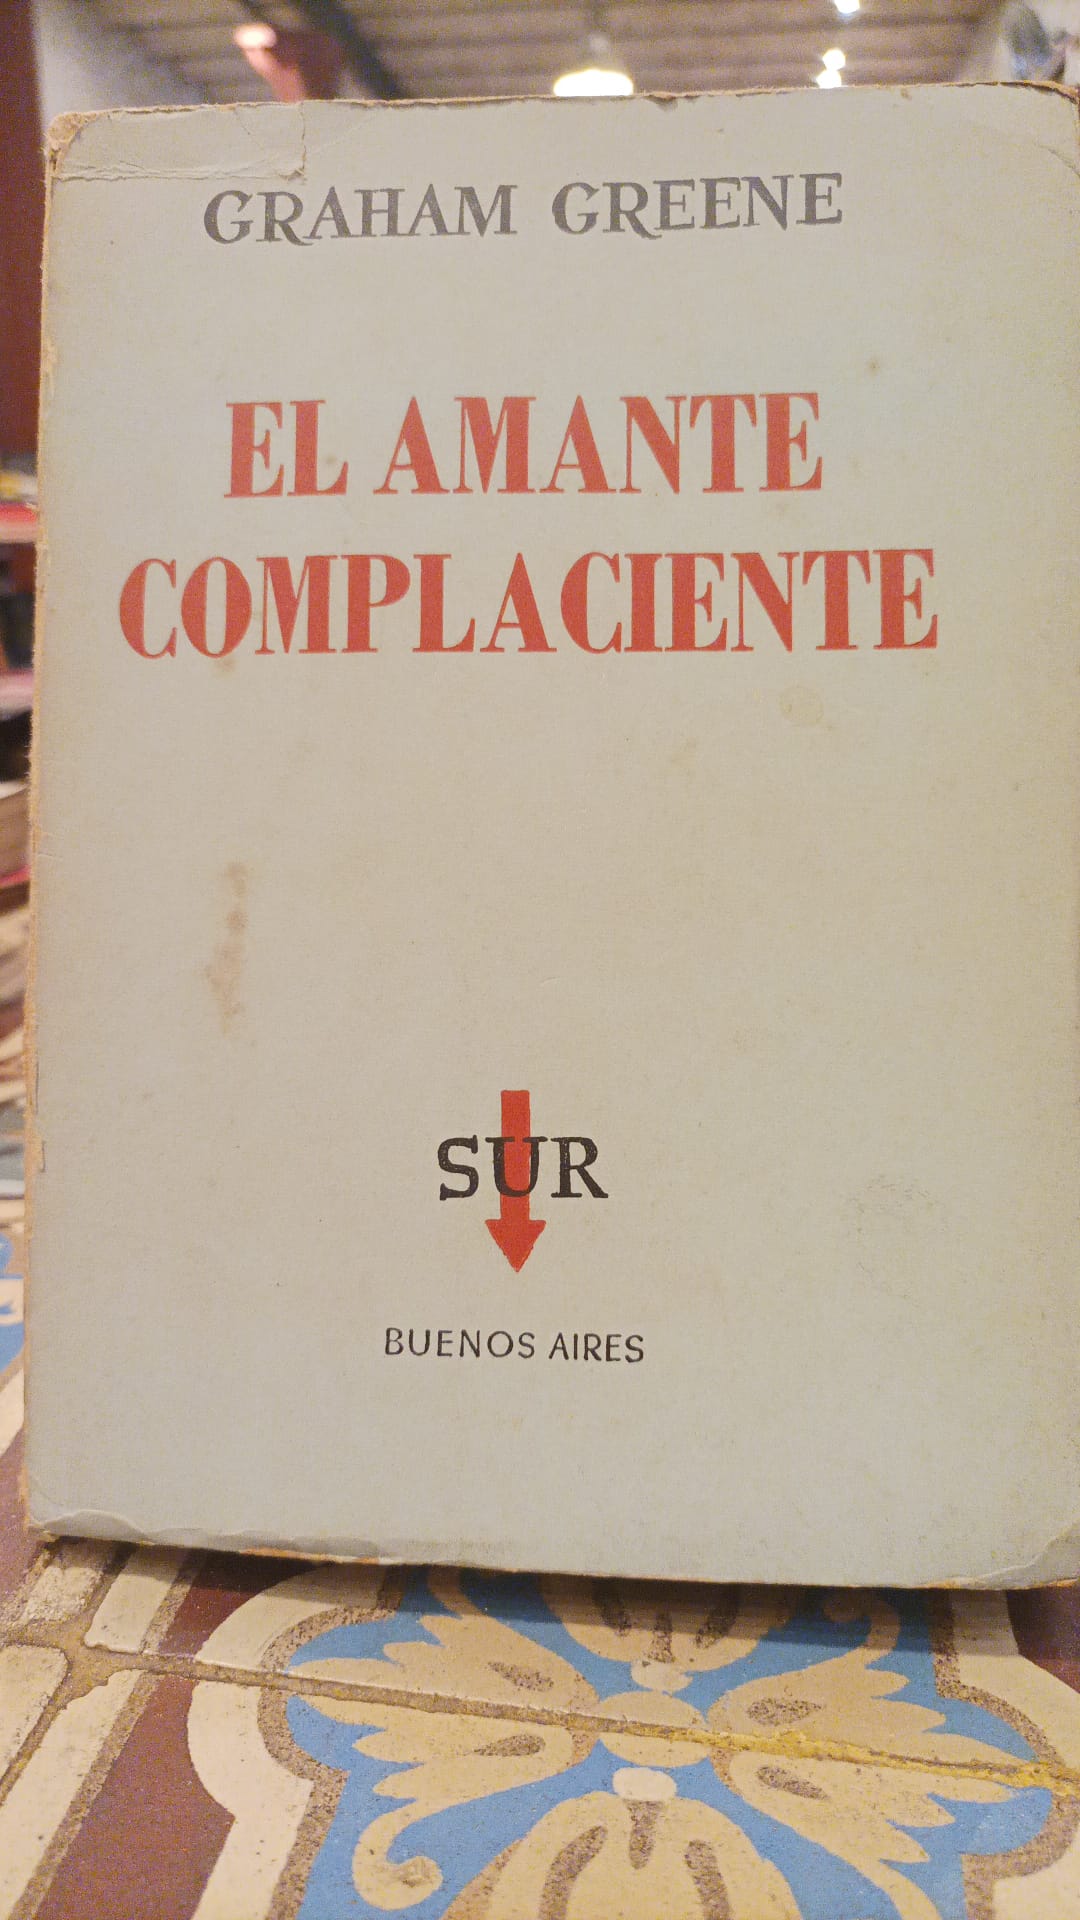 GRAHAM GREENE
EL AMANTE
COMPLACIENTE
SUR
BUENOS AIRES